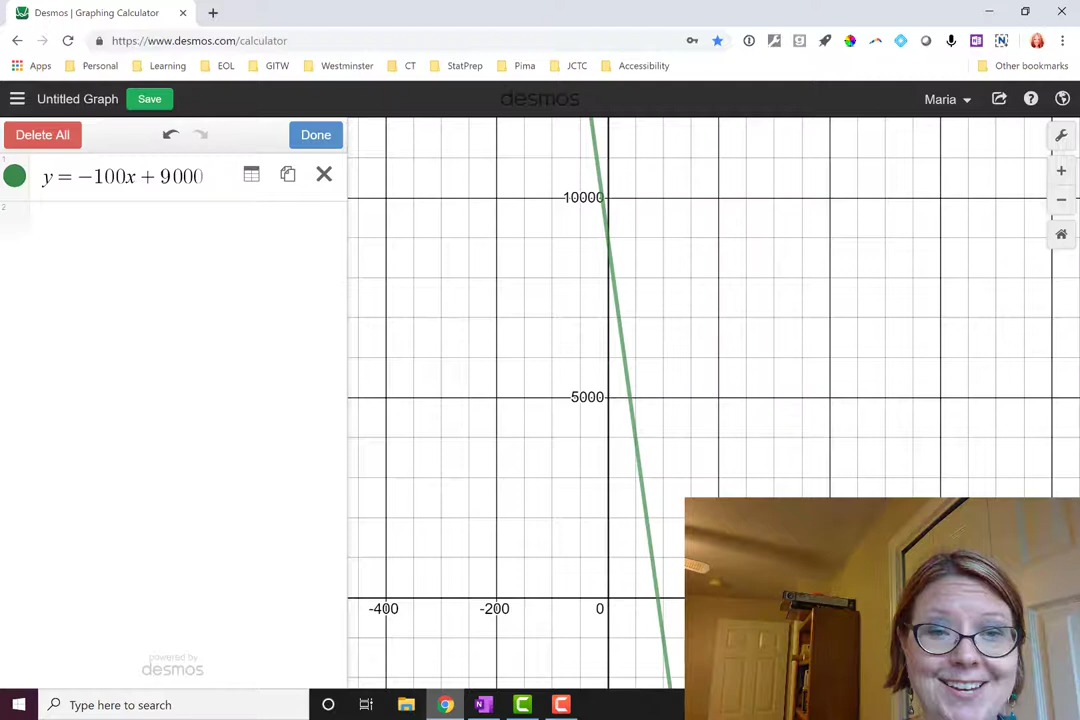 Desmos | Graphing Calculator
https://www.desmos.com/calculator
Apps Personal Learning EOL GITW Westminster CT StatPrep Pima JCTC Accessibility Other bookmarks
Untitled Graph Save desmos Maria
Delete All Done
1
y = −100x + 9000
2
10000
5000
-400 -200 0
powered by
desmos
Type here to search